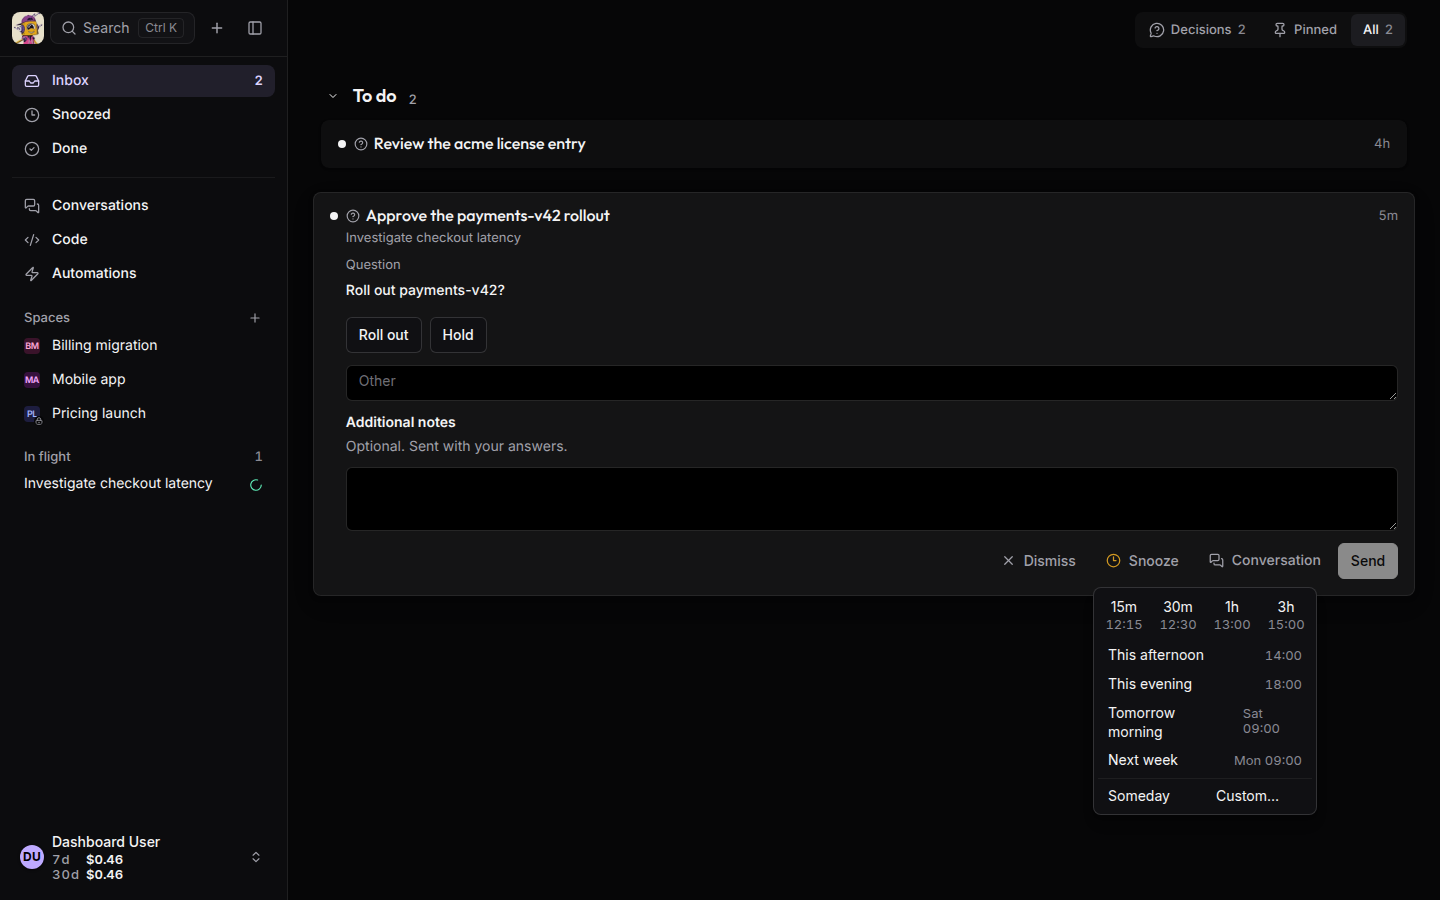 Search Ctrl K
Inbox 2
Snoozed
Done
Conversations
Code
Automations
Spaces
BM Billing migration
MA Mobile app
PL Pricing launch
In flight 1
Investigate checkout latency
DU Dashboard User
7d $0.46
30d $0.46
Decisions 2 Pinned All 2
To do 2
Review the acme license entry 4h
Approve the payments-v42 rollout 5m
Investigate checkout latency
Question
Roll out payments-v42?
Roll out Hold
Other
Additional notes
Optional. Sent with your answers.
Dismiss Snooze Conversation Send
15m 30m 1h 3h
12:15 12:30 13:00 15:00
This afternoon 14:00
This evening 18:00
Tomorrow morning Sat 09:00
Next week Mon 09:00
Someday Custom...